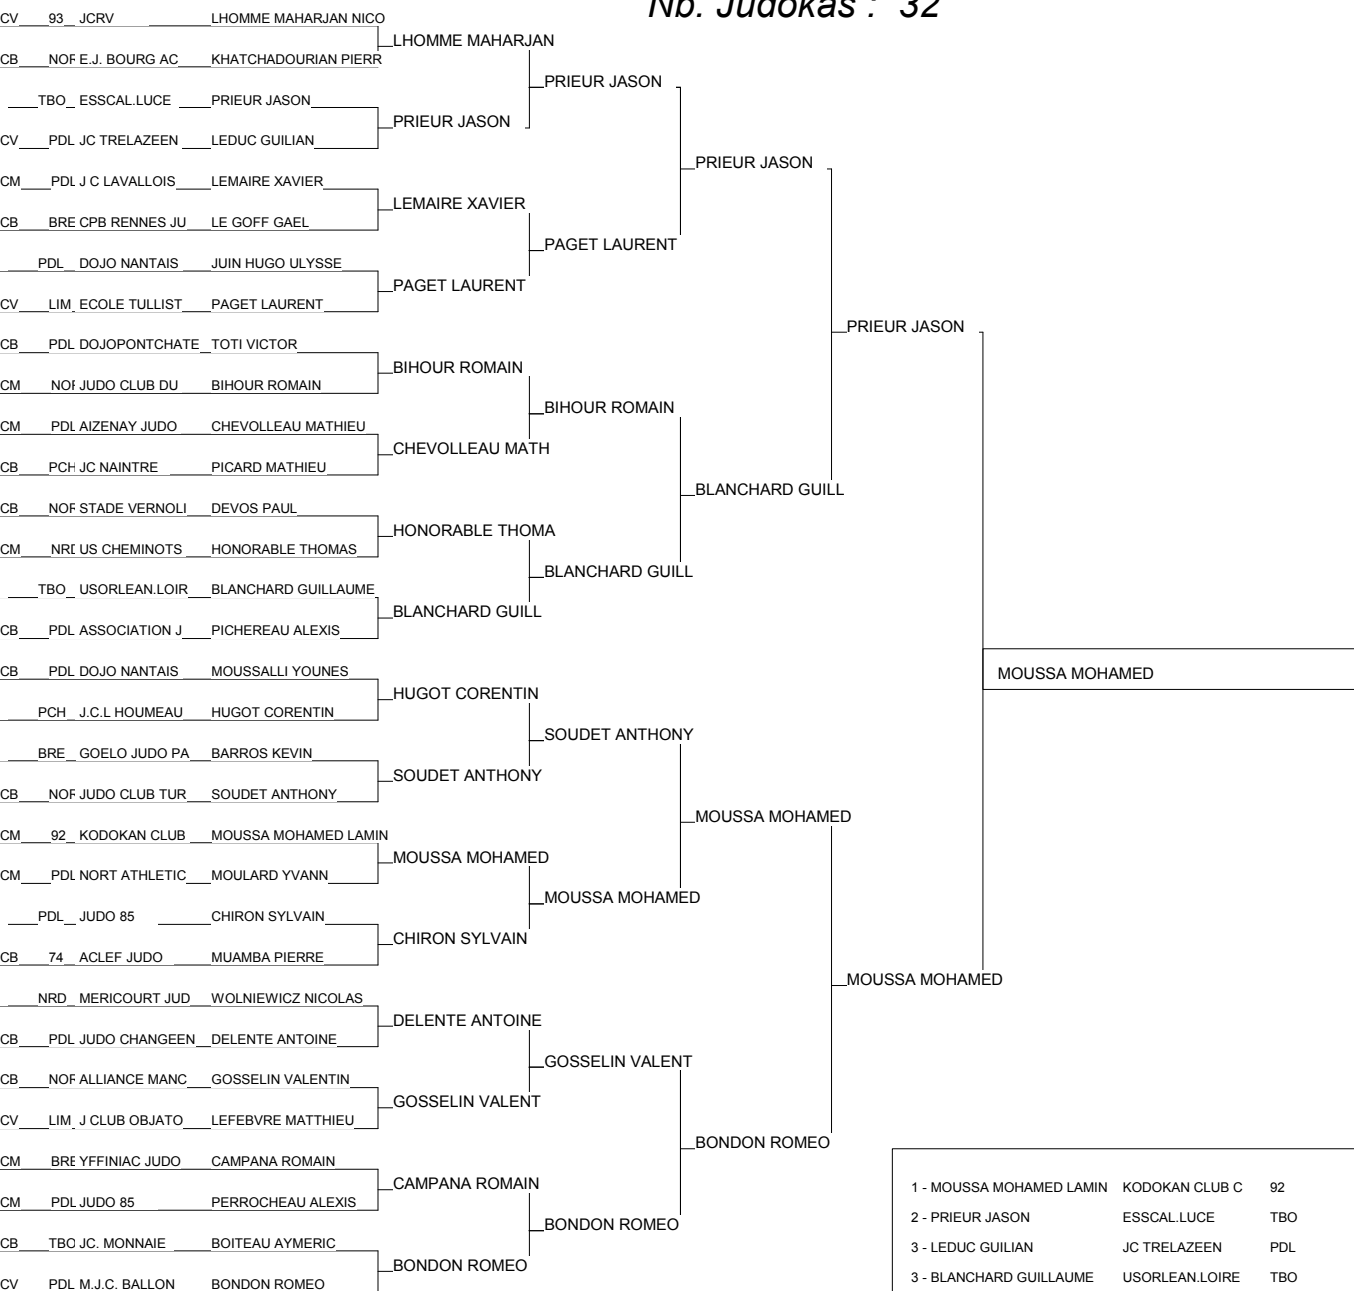 Nb. Judokas : 32
CV 93 JCRV LHOMME MAHARJAN NICO
LHOMME MAHARJAN
CB NOR E.J. BOURG AC KHATCHADOURIAN PIERR
PRIEUR JASON
TBO ESSCAL.LUCE PRIEUR JASON
PRIEUR JASON
CV PDL JC TRELAZEEN LEDUC GUILIAN
PRIEUR JASON
CM PDL J C LAVALLOIS LEMAIRE XAVIER
LEMAIRE XAVIER
CB BRE CPB RENNES JU LE GOFF GAEL
PAGET LAURENT
PDL DOJO NANTAIS JUIN HUGO ULYSSE
PAGET LAURENT
CV LIM ECOLE TULLIST PAGET LAURENT
PRIEUR JASON
CB PDL DOJOPONTCHATE TOTI VICTOR
BIHOUR ROMAIN
CM NOR JUDO CLUB DU BIHOUR ROMAIN
BIHOUR ROMAIN
CM PDL AIZENAY JUDO CHEVOLLEAU MATHIEU
CHEVOLLEAU MATH
CB PCH JC NAINTRE PICARD MATHIEU
BLANCHARD GUILL
CB NOR STADE VERNOLI DEVOS PAUL
HONORABLE THOMA
CM NRD US CHEMINOTS HONORABLE THOMAS
BLANCHARD GUILL
TBO USORLEAN.LOIR BLANCHARD GUILLAUME
BLANCHARD GUILL
CB PDL ASSOCIATION J PICHEREAU ALEXIS
CB PDL DOJO NANTAIS MOUSSALLI YOUNES
MOUSSA MOHAMED
HUGOT CORENTIN
PCH J.C.L HOUMEAU HUGOT CORENTIN
SOUDET ANTHONY
BRE GOELO JUDO PA BARROS KEVIN
SOUDET ANTHONY
CB NOR JUDO CLUB TUR SOUDET ANTHONY
MOUSSA MOHAMED
CM 92 KODOKAN CLUB MOUSSA MOHAMED LAMIN
MOUSSA MOHAMED
CM PDL NORT ATHLETIC MOULARD YVANN
MOUSSA MOHAMED
PDL JUDO 85 CHIRON SYLVAIN
CHIRON SYLVAIN
CB 74 ACLEF JUDO MUAMBA PIERRE
MOUSSA MOHAMED
NRD MERICOURT JUD WOLNIEWICZ NICOLAS
DELENTE ANTOINE
CB PDL JUDO CHANGEEN DELENTE ANTOINE
GOSSELIN VALENT
CB NOR ALLIANCE MANC GOSSELIN VALENTIN
GOSSELIN VALENT
CV LIM J CLUB OBJATO LEFEBVRE MATTHIEU
BONDON ROMEO
CM BRE YFFINIAC JUDO CAMPANA ROMAIN
CAMPANA ROMAIN
CM PDL JUDO 85 PERROCHEAU ALEXIS
BONDON ROMEO
CB TBO JC. MONNAIE BOITEAU AYMERIC
BONDON ROMEO
CV PDL M.J.C. BALLON BONDON ROMEO
1 - MOUSSA MOHAMED LAMIN KODOKAN CLUB C 92
2 - PRIEUR JASON ESSCAL.LUCE TBO
3 - LEDUC GUILIAN JC TRELAZEEN PDL
3 - BLANCHARD GUILLAUME USORLEAN.LOIRE TBO